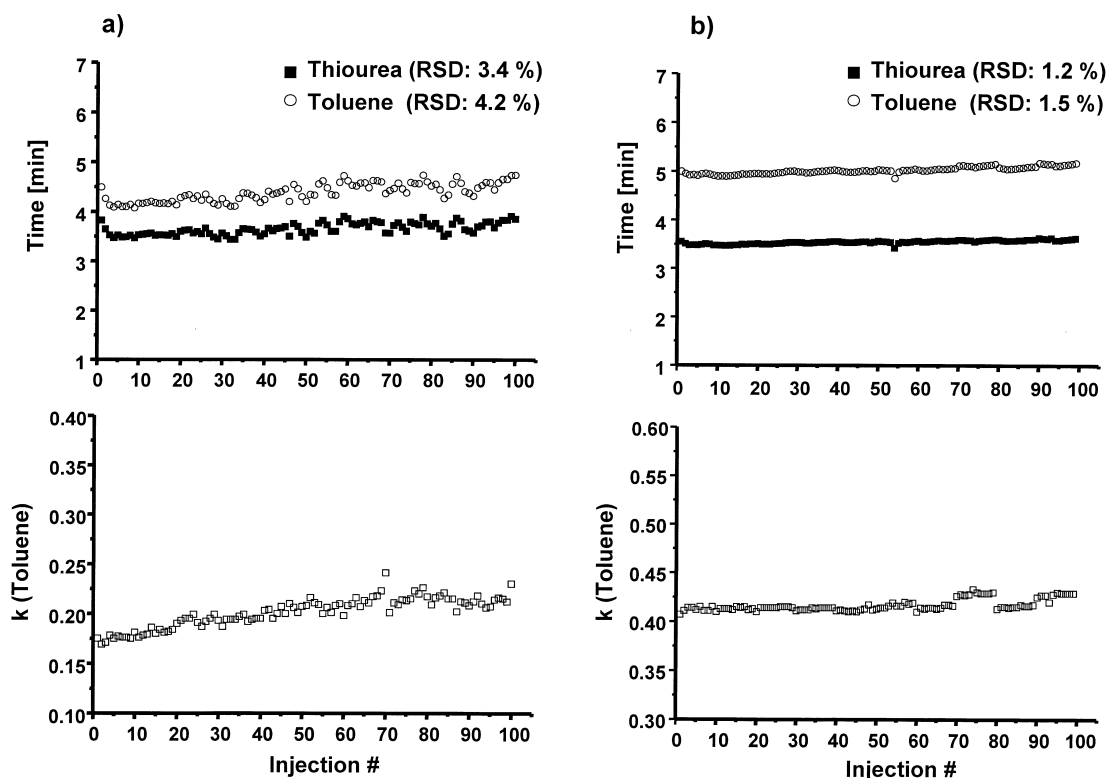 a)
Thiourea (RSD: 3.4 %)
Toluene (RSD: 4.2 %)
7
6
5
4
3
2
1
Time [min]
0 10 20 30 40 50 60 70 80 90 100
0.40
0.35
0.30
0.25
0.20
0.15
0.10
k (Toluene)
0 10 20 30 40 50 60 70 80 90 100
Injection #
b)
Thiourea (RSD: 1.2 %)
Toluene (RSD: 1.5 %)
7
6
5
4
3
2
1
Time [min]
0 10 20 30 40 50 60 70 80 90 100
0.60
0.55
0.50
0.45
0.40
0.35
0.30
k (Toluene)
0 10 20 30 40 50 60 70 80 90 100
Injection #